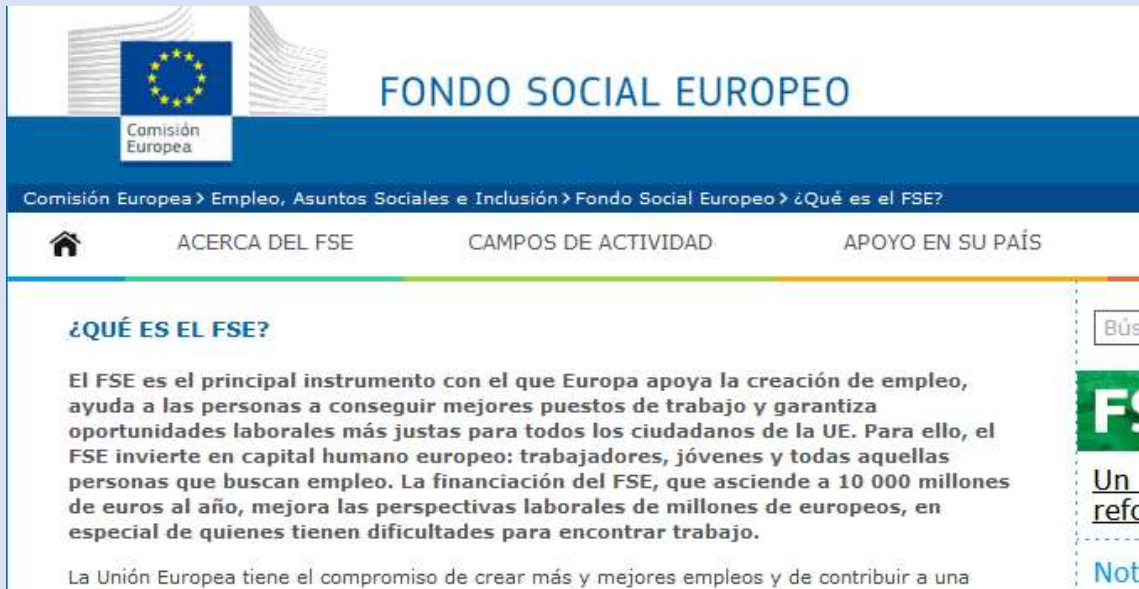 FONDO SOCIAL EUROPEO
Comisión
Europea
Comisión Europea> Empleo, Asuntos Sociales e Inclusión> Fondo Social Europeo> ¿Qué es el FSE?
ACERCA DEL FSE CAMPOS DE ACTIVIDAD APOYO EN SU PAÍS
¿QUÉ ES EL FSE?
El FSE es el principal instrumento con el que Europa apoya la creación de empleo,
ayuda a las personas a conseguir mejores puestos de trabajo y garantiza
oportunidades laborales más justas para todos los ciudadanos de la UE. Para ello, el
FSE invierte en capital humano europeo: trabajadores, jóvenes y todas aquellas
personas que buscan empleo. La financiación del FSE, que asciende a 10 000 millones
de euros al año, mejora las perspectivas laborales de millones de europeos, en
especial de quienes tienen dificultades para encontrar trabajo.
La Unión Europea tiene el compromiso de crear más y mejores empleos y de contribuir a una
Un